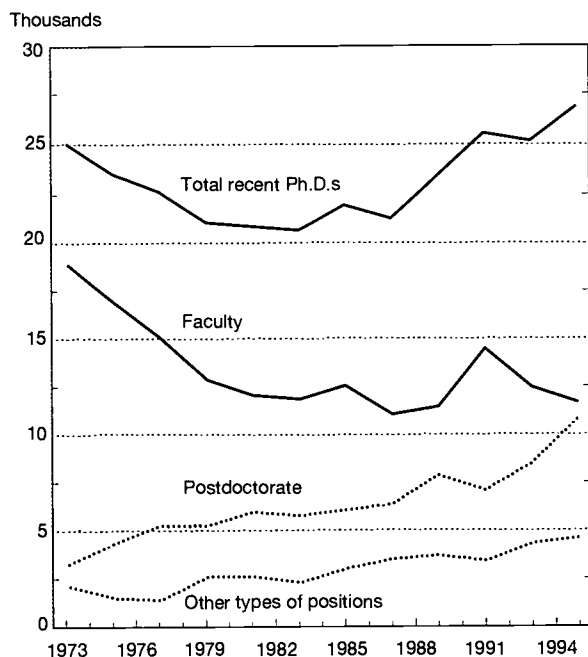 Thousands
30
25
Total recent Ph.D.s
20
Faculty
15
10
Postdoctorate
5
Other types of positions
0
1973 1976 1979 1982 1985 1988 1991 1994